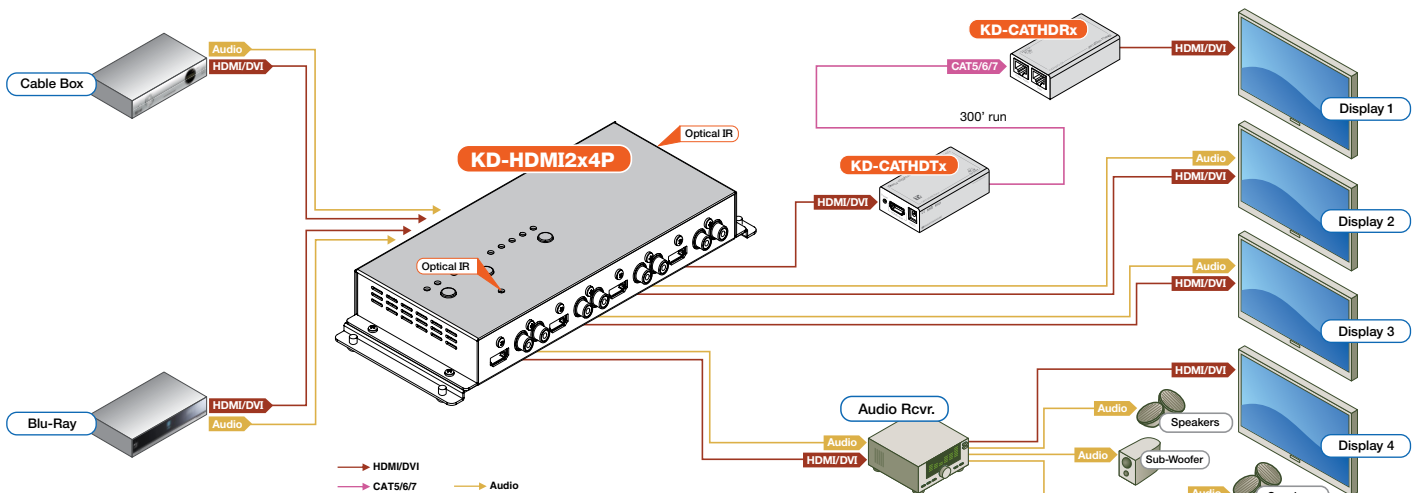 Cable Box
Audio
HDMI/DVI
Optical IR
KD-HDMI2x4P
Optical IR
Blu-Ray
HDMI/DVI
Audio
HDMI/DVI
CAT5/6/7
Audio
KD-CATHDRx
CAT5/6/7
HDMI/DVI
Display 1
300' run
KD-CATHDTx
HDMI/DVI
Audio
HDMI/DVI
Display 2
Audio
HDMI/DVI
Display 3
Audio Rcvr.
Audio
HDMI/DVI
HDMI/DVI
Display 4
Audio
Speakers
Audio
Sub-Woofer
Audio